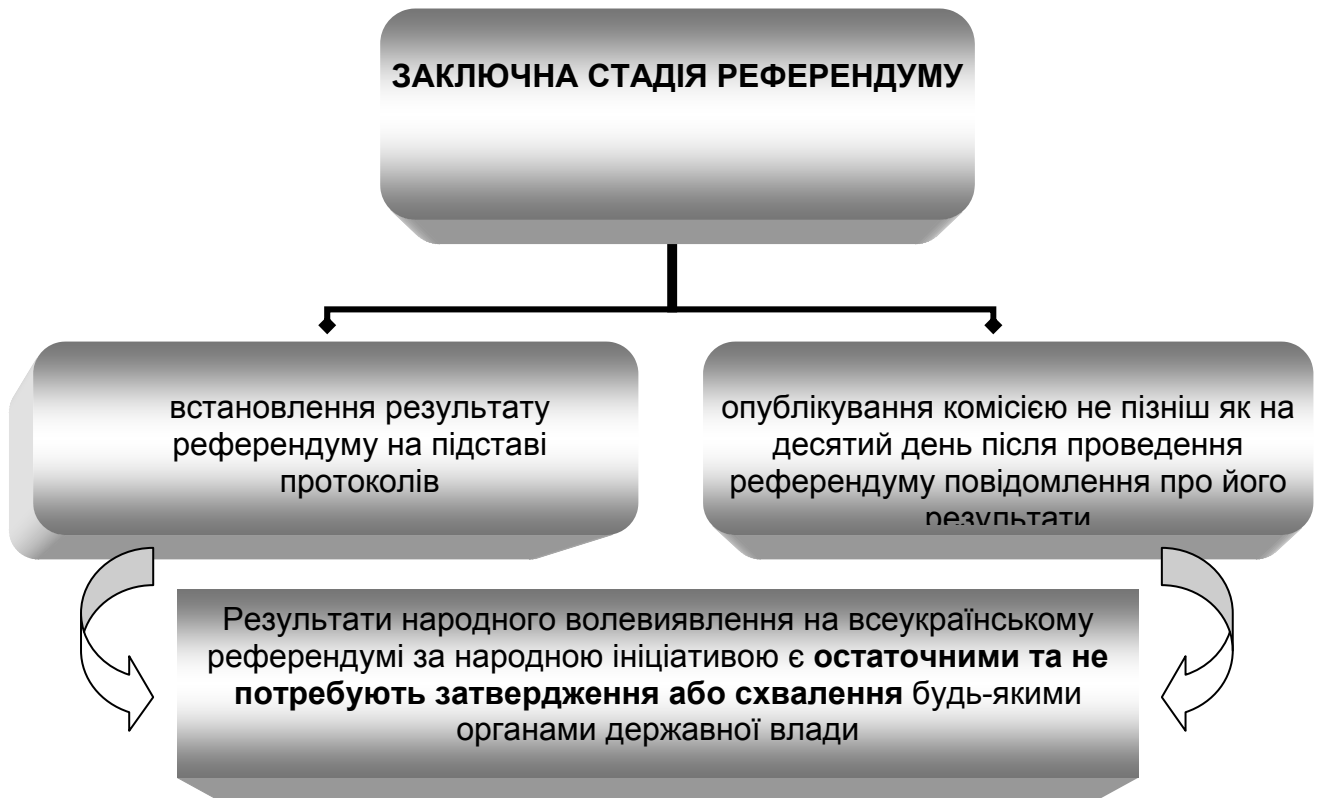 ЗАКЛЮЧНА СТАДІЯ РЕФЕРЕНДУМУ
встановлення результату
референдуму на підставі
протоколів
опублікування комісією не пізніш як на
десятий день після проведення
референдуму повідомлення про його
результати
Результати народного волевиявлення на всеукраїнському
референдумі за народною ініціативою є остаточними та не
потребують затвердження або схвалення будь-якими
органами державної влади